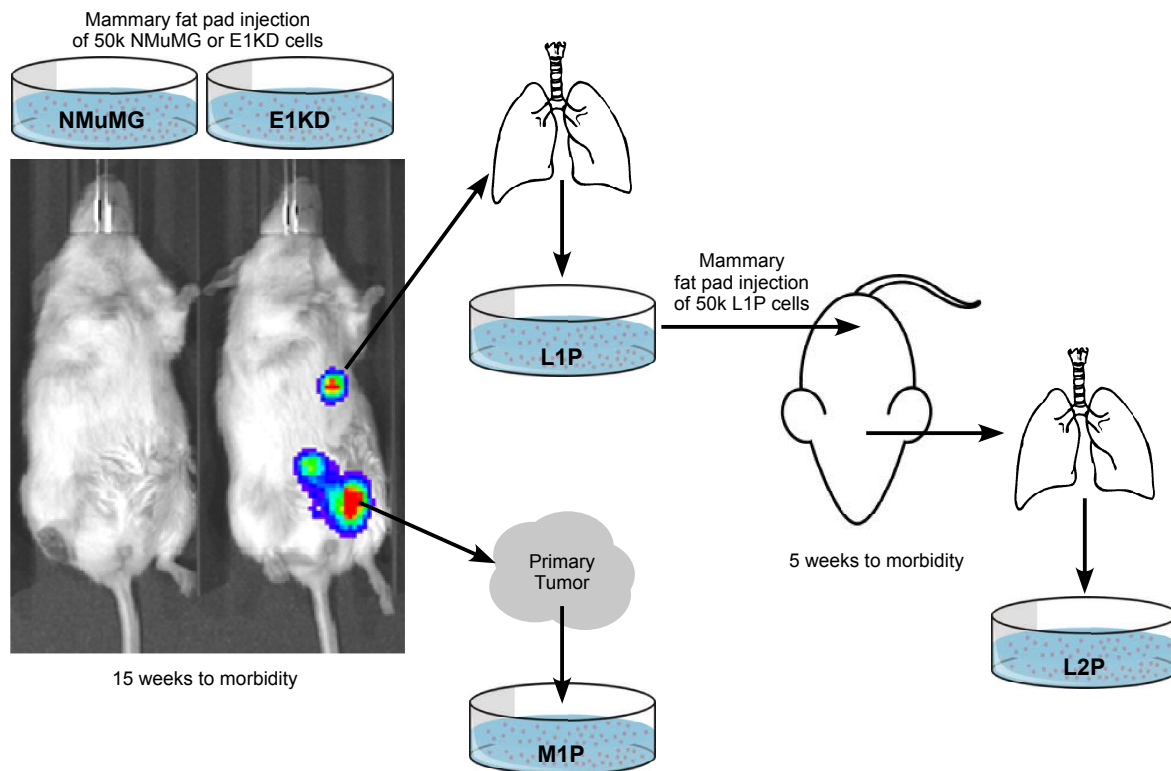 Mammary fat pad injection
of 50k NMuMG or E1KD cells
NMuMG
E1KD
15 weeks to morbidity
L1P
Primary
Tumor
M1P
Mammary
fat pad injection
of 50k L1P cells
5 weeks to morbidity
L2P